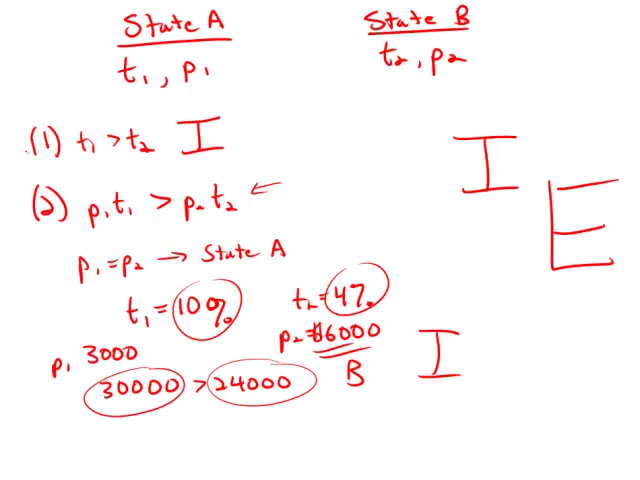 State A State B
t₁, p₁ t₂, p₂
(1) t₁ > t₂ I
I
(2) p₁t₁ > p₂t₂ ←
E
p₁ = p₂ → State A
t₁ = 10% t₂ = 4%
p₁ 3000 p₂ = $6000
30000 > 24000 B I